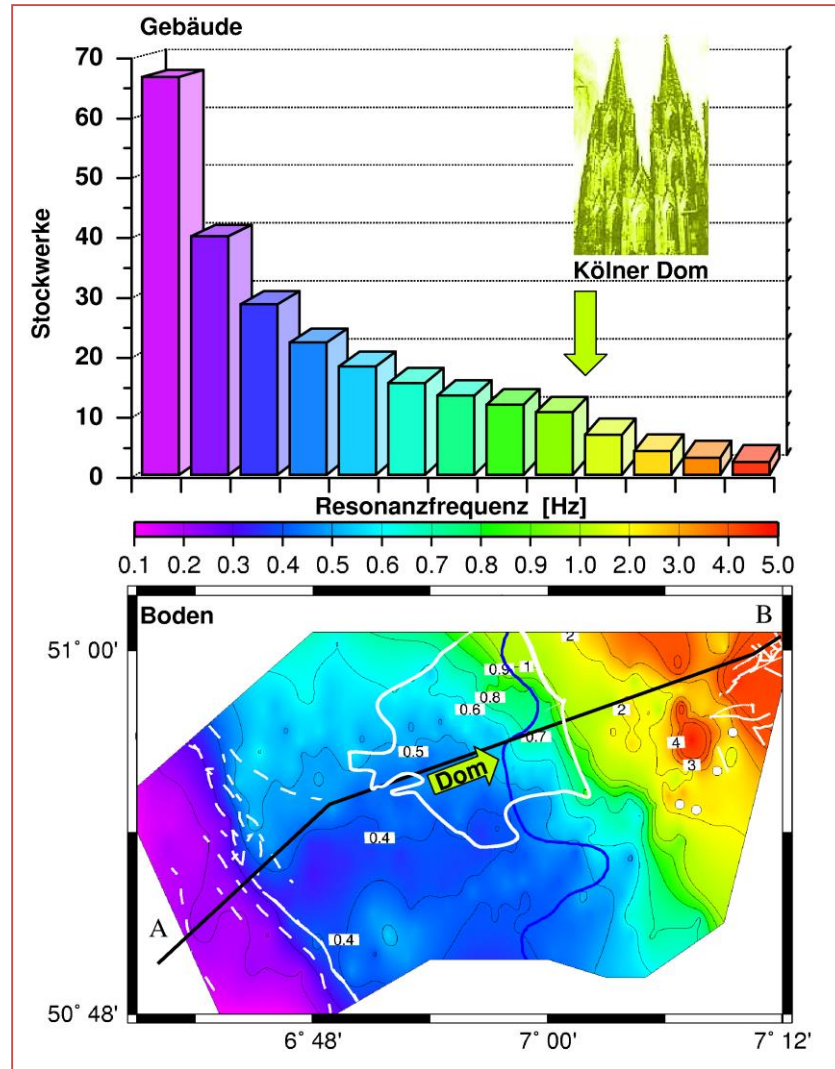 Gebäude
70
60
50
40
30
20
10
0
Stockwerke
Kölner Dom
Resonanzfrequenz [Hz]
0.1 0.2 0.3 0.4 0.5 0.6 0.7 0.8 0.9 1.0 2.0 3.0 4.0 5.0
Boden
B
51° 00'
2
0.9 1
0.8
0.6
2
0.7
4
0.5
3
Dom
0.4
A
0.4
50° 48'
6° 48' 7° 00' 7° 12'